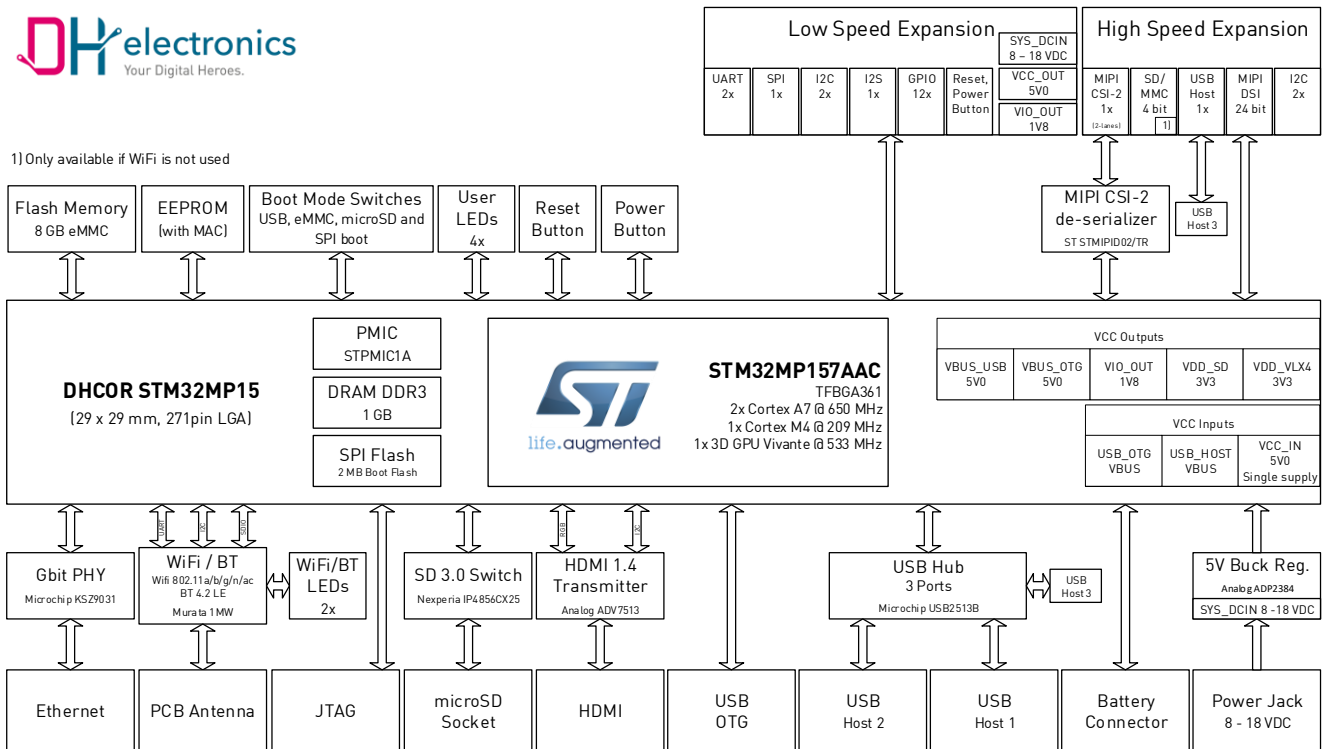 DH electronics
Your Digital Heroes.
Low Speed Expansion
UART
2x
SPI
1x
I2C
2x
I2S
1x
GPIO
12x
Reset,
Power
Button
SYS_DCIN
8 – 18 VDC
VCC_OUT
5V0
VIO_OUT
1V8
High Speed Expansion
MIPI
CSI-2
1x
(2-lanes)
SD/
MMC
4 bit
1)
USB
Host
1x
MIPI
DSI
24 bit
I2C
2x
1) Only available if WiFi is not used
Flash Memory
8 GB eMMC
EEPROM
(with MAC)
Boot Mode Switches
USB, eMMC, microSD and
SPI boot
User
LEDs
4x
Reset
Button
Power
Button
MIPI CSI-2
de-serializer
ST STMIPID02/TR
USB
Host 3
DHCOR STM32MP15
(29 x 29 mm, 271pin LGA)
PMIC
STPMIC1A
DRAM DDR3
1 GB
SPI Flash
2 MB Boot Flash
ST
life.augmented
STM32MP157AAC
TFBGA361
2x Cortex A7 @ 650 MHz
1x Cortex M4 @ 209 MHz
1x 3D GPU Vivante @ 533 MHz
VCC Outputs
VBUS_USB
5V0
VBUS_OTG
5V0
VIO_OUT
1V8
VDD_SD
3V3
VDD_VLX4
3V3
VCC Inputs
USB_OTG
VBUS
USB_HOST
VBUS
VCC_IN
5V0
Single supply
UART
I2C
SDIO
RGB
I2C
Gbit PHY
Microchip KSZ9031
WiFi / BT
Wifi 802.11a/b/g/n/ac
BT 4.2 LE
Murata 1MW
WiFi/BT
LEDs
2x
SD 3.0 Switch
Nexperia IP4856CX25
HDMI 1.4
Transmitter
Analog ADV7513
USB Hub
3 Ports
Microchip USB2513B
USB
Host 3
5V Buck Reg.
Analog ADP2384
SYS_DCIN 8 -18 VDC
Ethernet
PCB Antenna
JTAG
microSD
Socket
HDMI
USB
OTG
USB
Host 2
USB
Host 1
Battery
Connector
Power Jack
8 - 18 VDC